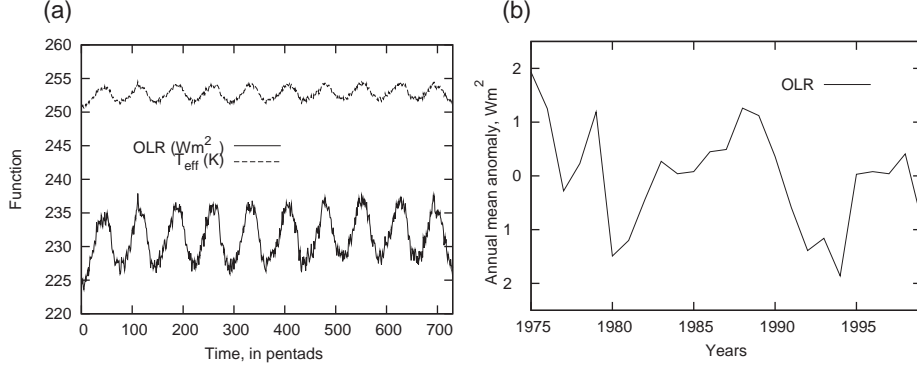 (a)
260
255
250
245
240
235
230
225
220
Function
OLR (Wm² )
T_eff (K)
0 100 200 300 400 500 600 700
Time, in pentads
(b)
2
1
0
1
2
Annual mean anomaly, Wm²
OLR
1975 1980 1985 1990 1995
Years